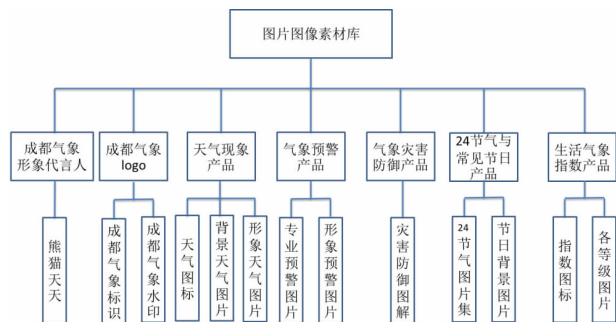 图片图像素材库
成都气象
形象代言人
成都气象
logo
天气现象
产品
气象预警
产品
气象灾害
防御产品
24节气与
常见节日
产品
生活气象
指数产品
熊猫天天
成都气象标识
成都气象水印
天气图标
背景天气图片
形象天气图片
专业预警图片
形象预警图片
灾害防御图解
24节气图片集
节日背景图片
指数图标
各等级图片